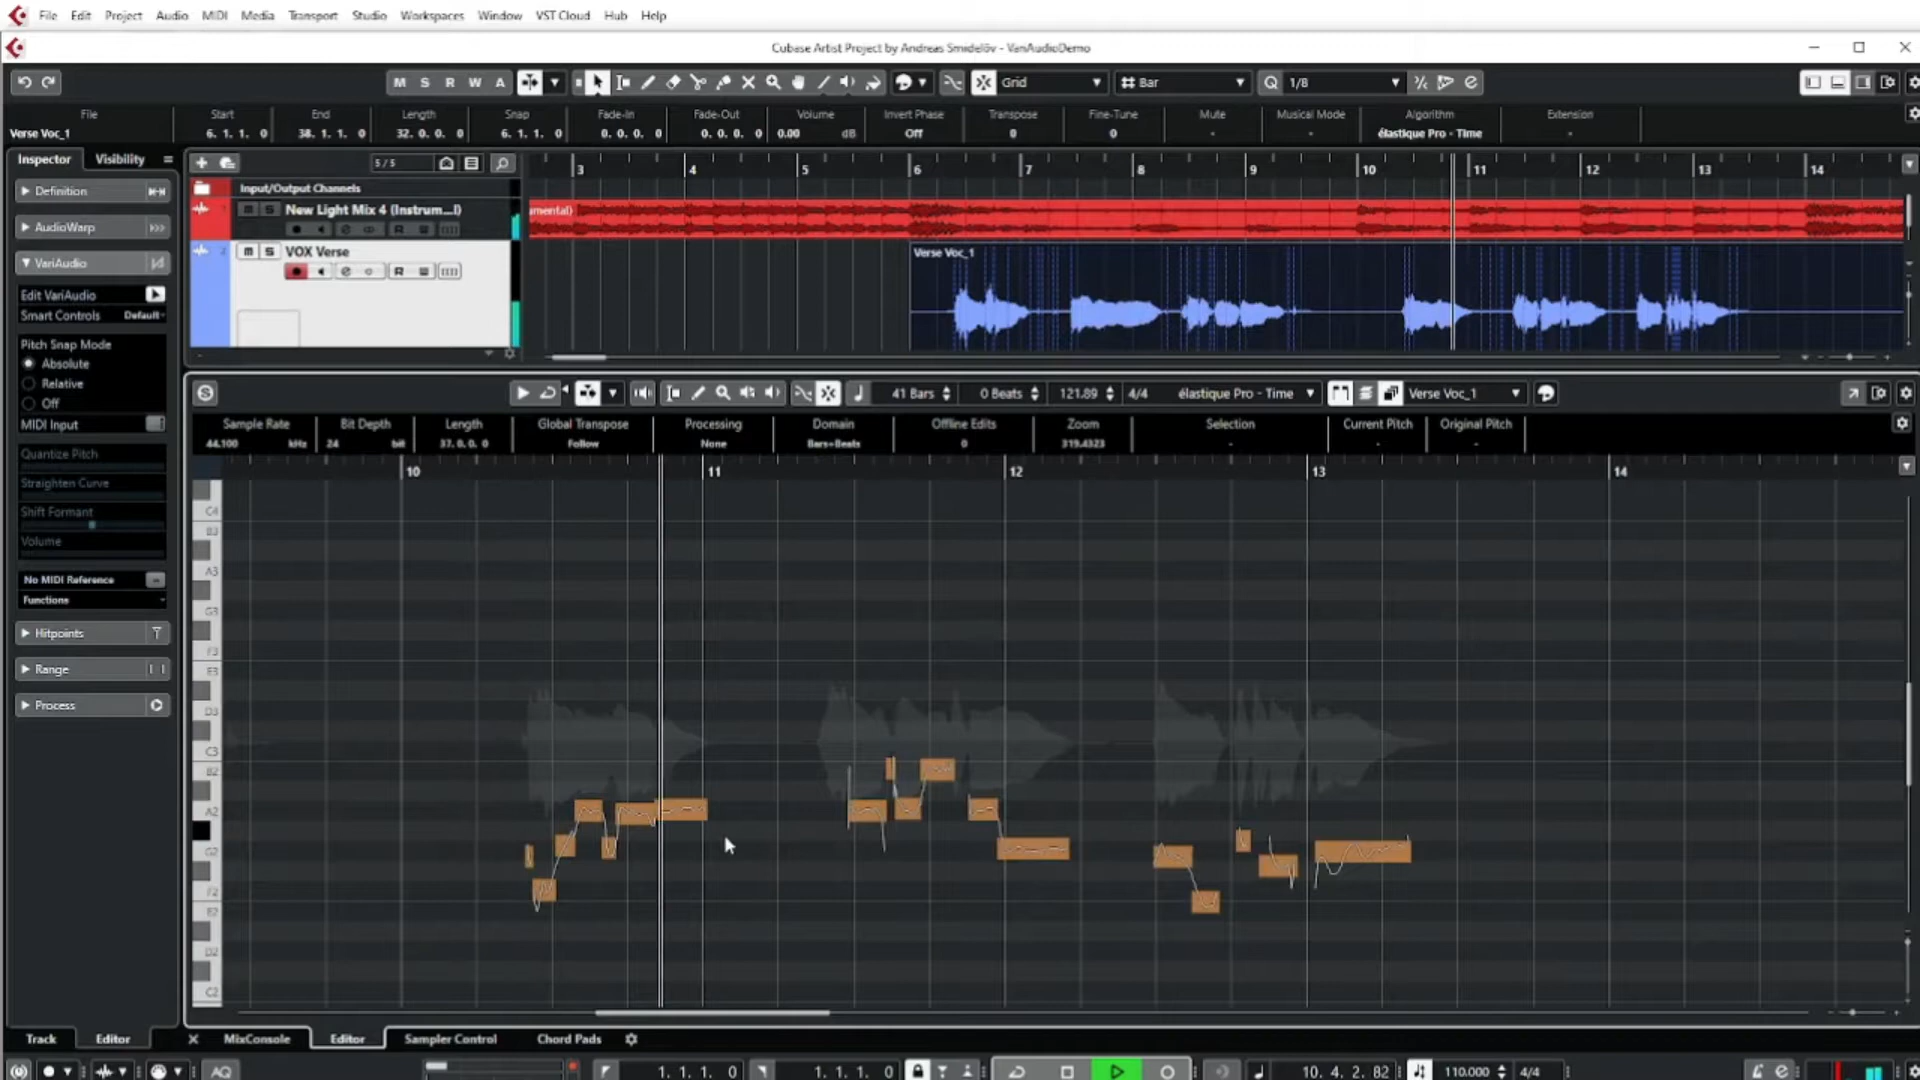 File Edit Project Audio MIDI Media Transport Studio Workspaces Window VST Cloud Hub Help
Cubase Artist Project by Andreas Smidelöv - VariAudioDemo
M S R W A Grid Bar Q 1/8
File Start End Length Snap Fade-In Fade-Out Volume Invert Phase Transpose Fine-Tune Mute Musical Mode Algorithm Extension
Verse Voc_1 6. 1. 1. 0 38. 1. 1. 0 32. 0. 0. 0 6. 1. 1. 0 0. 0. 0. 0 0. 0. 0. 0 0.00 dB Off 0 0 - - élastique Pro - Time -
Inspector Visibility 5/5 3 4 5 6 7 8 9 10 11 12 13 14
Definition
Input/Output Channels
m S New Light Mix 4 (Instrum...l) umental)
R
AudioWarp
m S VOX Verse Verse Voc_1
R
VariAudio
Edit VariAudio
Smart Controls Default
Pitch Snap Mode
Absolute
Relative
Off
MIDI Input
Quantize Pitch
Straighten Curve
Shift Formant
Volume
No MIDI Reference
Functions
Hitpoints
Range
Process
41 Bars 0 Beats 121.89 4/4 élastique Pro - Time Verse Voc_1
Sample Rate Bit Depth Length Global Transpose Processing Domain Offline Edits Zoom Selection Current Pitch Original Pitch
44.100 kHz 24 bit 37. 0. 0. 0 Follow None Bars+Beats 0 319.4323 - - -
10 11 12 13 14
C4
B3
A3
G3
F3
E3
D3
C3
B2
A2
G2
F2
E2
D2
C2
Track Editor MixConsole Editor Sampler Control Chord Pads
AQ 1. 1. 1. 0 1. 1. 1. 0 10. 4. 2. 82 110.000 4/4